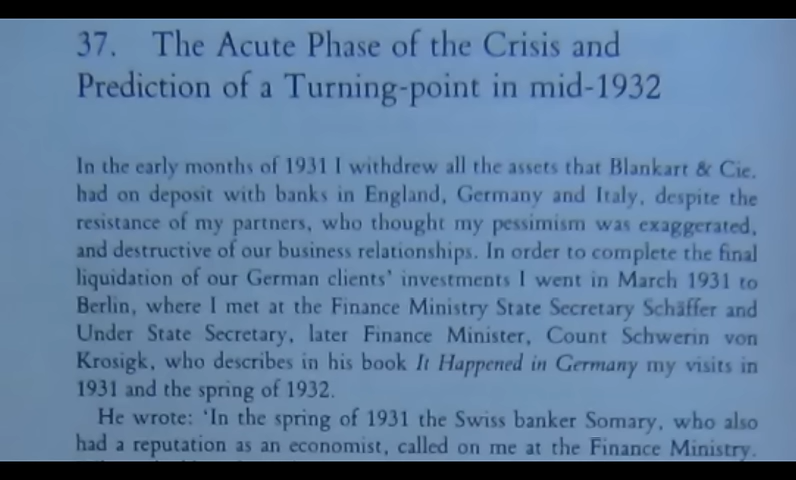 37. The Acute Phase of the Crisis and
Prediction of a Turning-point in mid-1932
In the early months of 1931 I withdrew all the assets that Blankart & Cie.
had on deposit with banks in England, Germany and Italy, despite the
resistance of my partners, who thought my pessimism was exaggerated,
and destructive of our business relationships. In order to complete the final
liquidation of our German clients' investments I went in March 1931 to
Berlin, where I met at the Finance Ministry State Secretary Schäffer and
Under State Secretary, later Finance Minister, Count Schwerin von
Krosigk, who describes in his book It Happened in Germany my visits in
1931 and the spring of 1932.
He wrote: 'In the spring of 1931 the Swiss banker Somary, who also
had a reputation as an economist, called on me at the Finance Ministry.